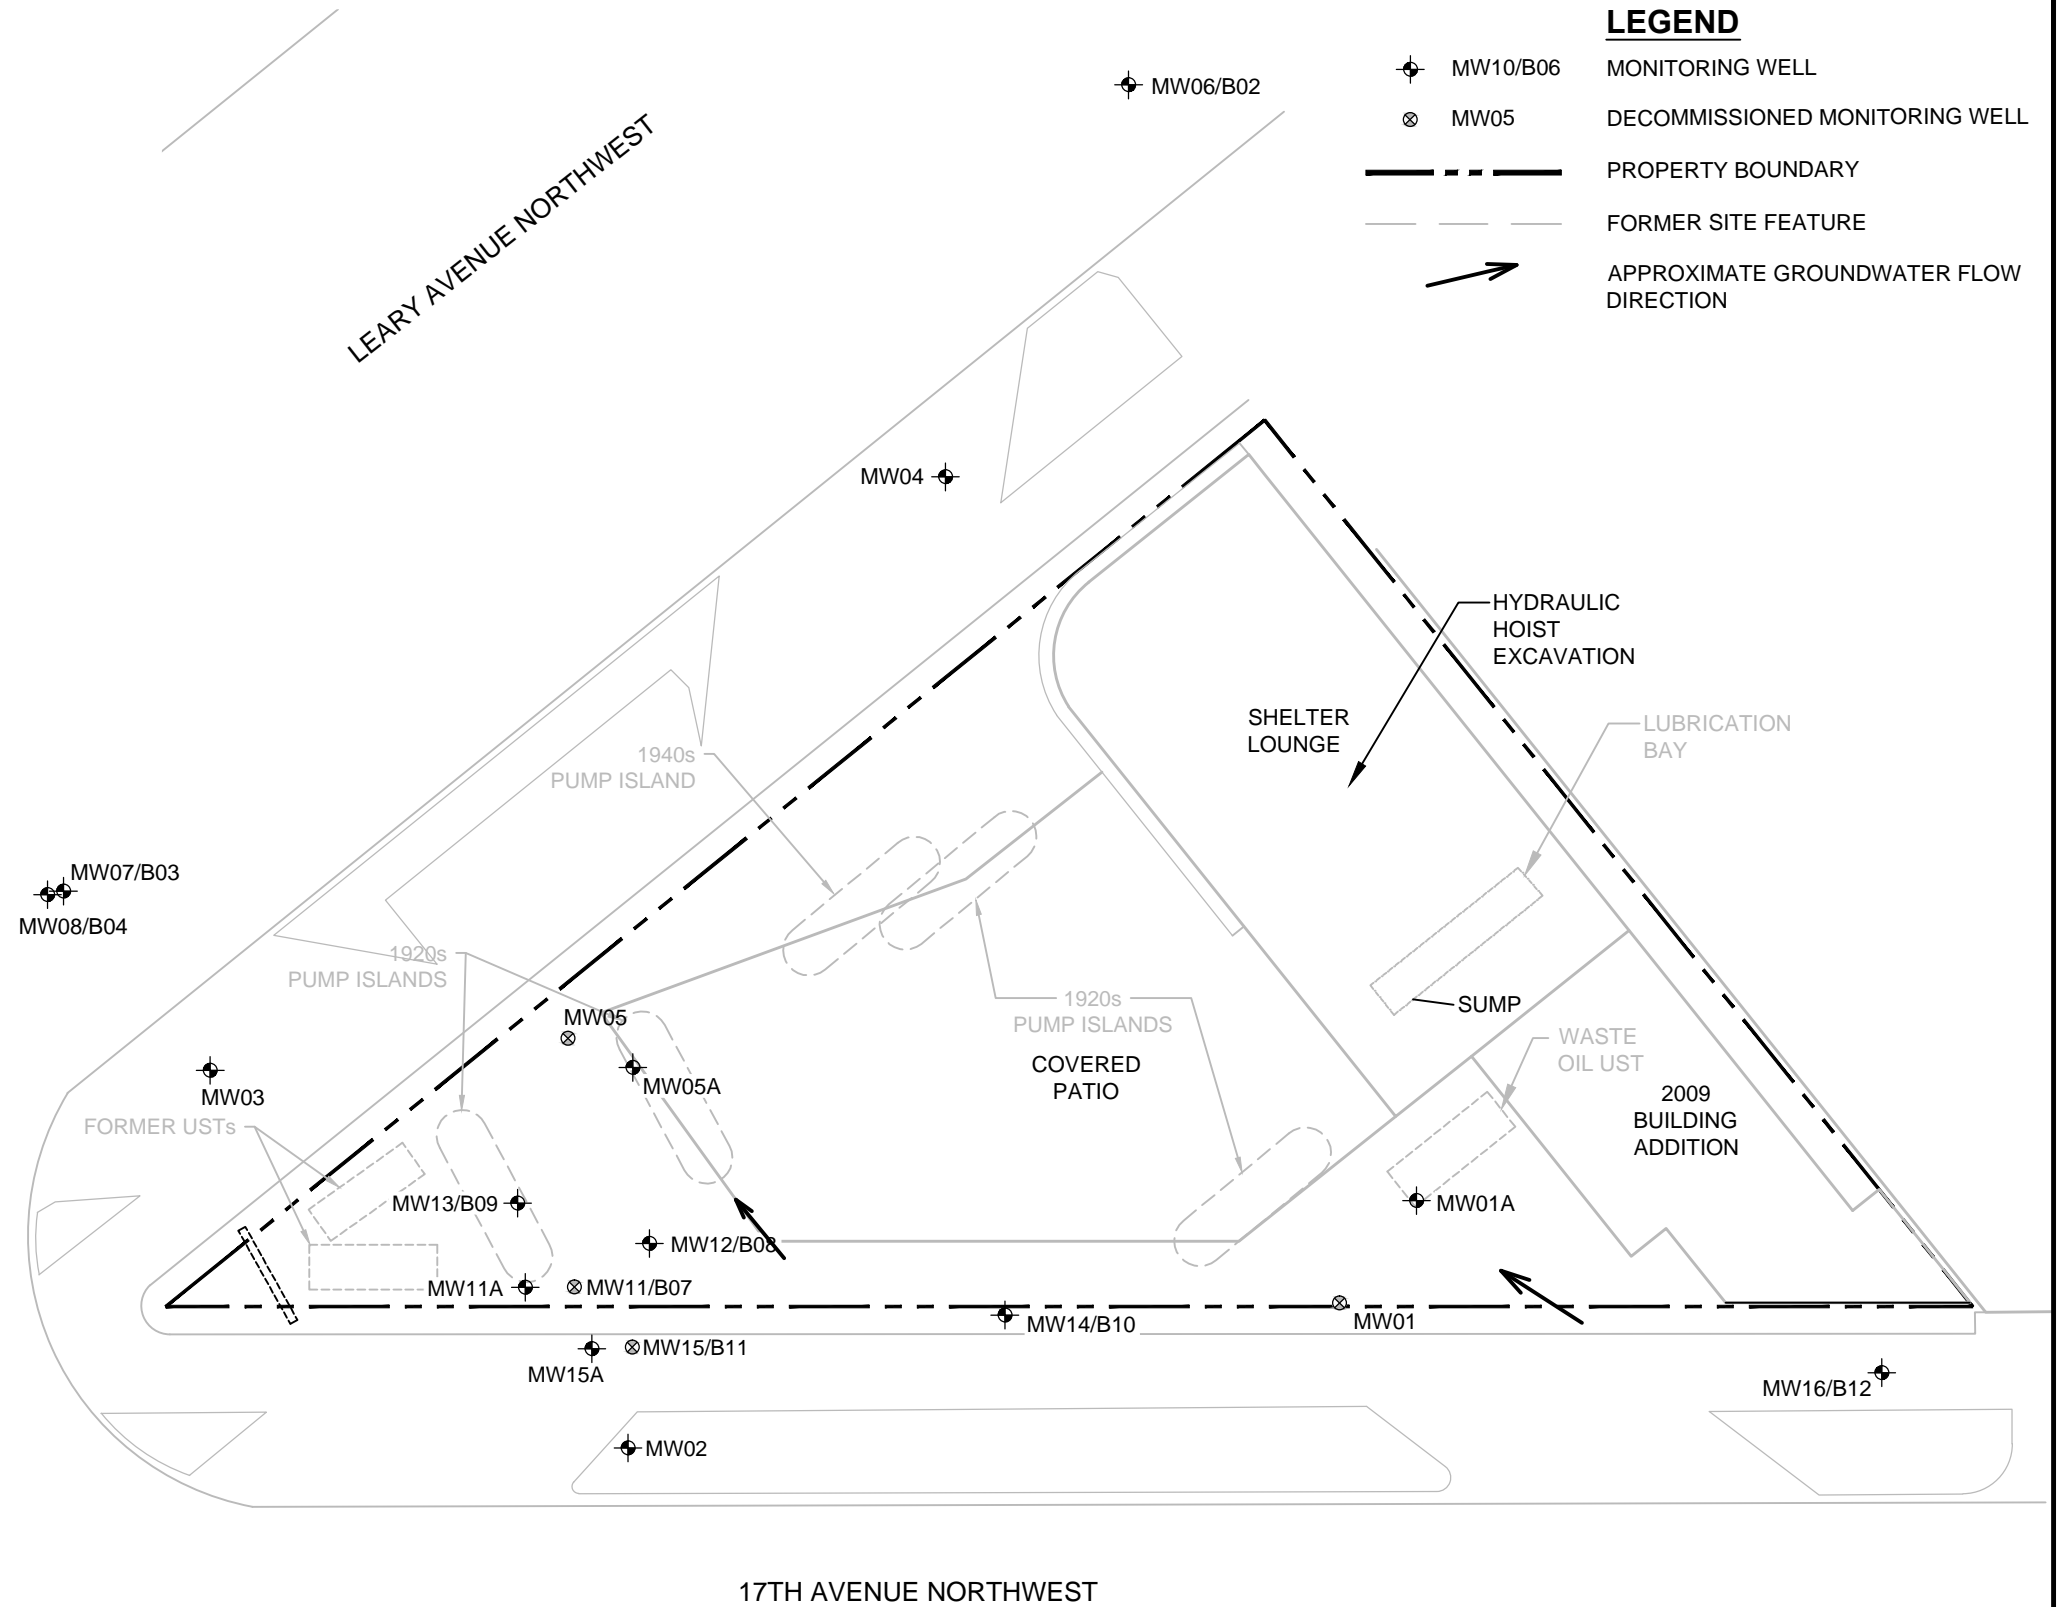 LEGEND
MW10/B06 MONITORING WELL
MW05 DECOMMISSIONED MONITORING WELL
PROPERTY BOUNDARY
FORMER SITE FEATURE
APPROXIMATE GROUNDWATER FLOW
DIRECTION
MW06/B02
LEARY AVENUE NORTHWEST
MW04
HYDRAULIC
HOIST
EXCAVATION
SHELTER
LOUNGE
LUBRICATION
BAY
1940s
PUMP ISLAND
MW07/B03
MW08/B04
1920s
PUMP ISLANDS
MW05
1920s
PUMP ISLANDS
SUMP
COVERED
PATIO
WASTE
OIL UST
MW05A
MW03
FORMER USTs
2009
BUILDING
ADDITION
MW13/B09
MW01A
MW12/B08
MW11A
MW11/B07
MW14/B10
MW01
MW15/B11
MW15A
MW16/B12
MW02
17TH AVENUE NORTHWEST